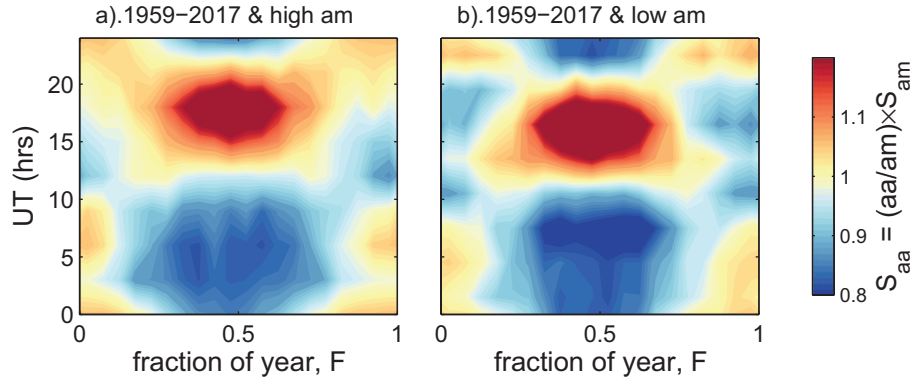 a).1959−2017 & high am
b).1959−2017 & low am
20
15
10
5
0
UT (hrs)
0
0.5
1
0
0.5
1
fraction of year, F
fraction of year, F
1.1
1
0.9
0.8
S_aa = (aa/am)×S_am